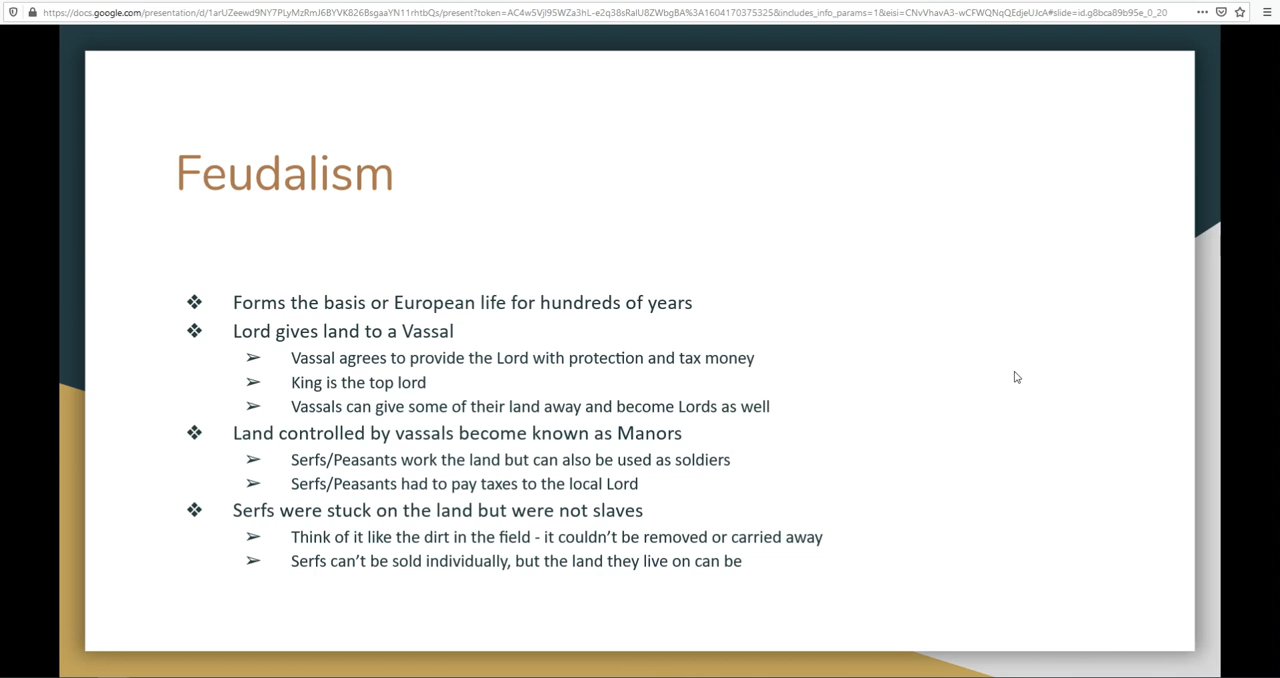 Feudalism
❖ Forms the basis or European life for hundreds of years
❖ Lord gives land to a Vassal
➢ Vassal agrees to provide the Lord with protection and tax money
➢ King is the top lord
➢ Vassals can give some of their land away and become Lords as well
❖ Land controlled by vassals become known as Manors
➢ Serfs/Peasants work the land but can also be used as soldiers
➢ Serfs/Peasants had to pay taxes to the local Lord
❖ Serfs were stuck on the land but were not slaves
➢ Think of it like the dirt in the field - it couldn't be removed or carried away
➢ Serfs can't be sold individually, but the land they live on can be